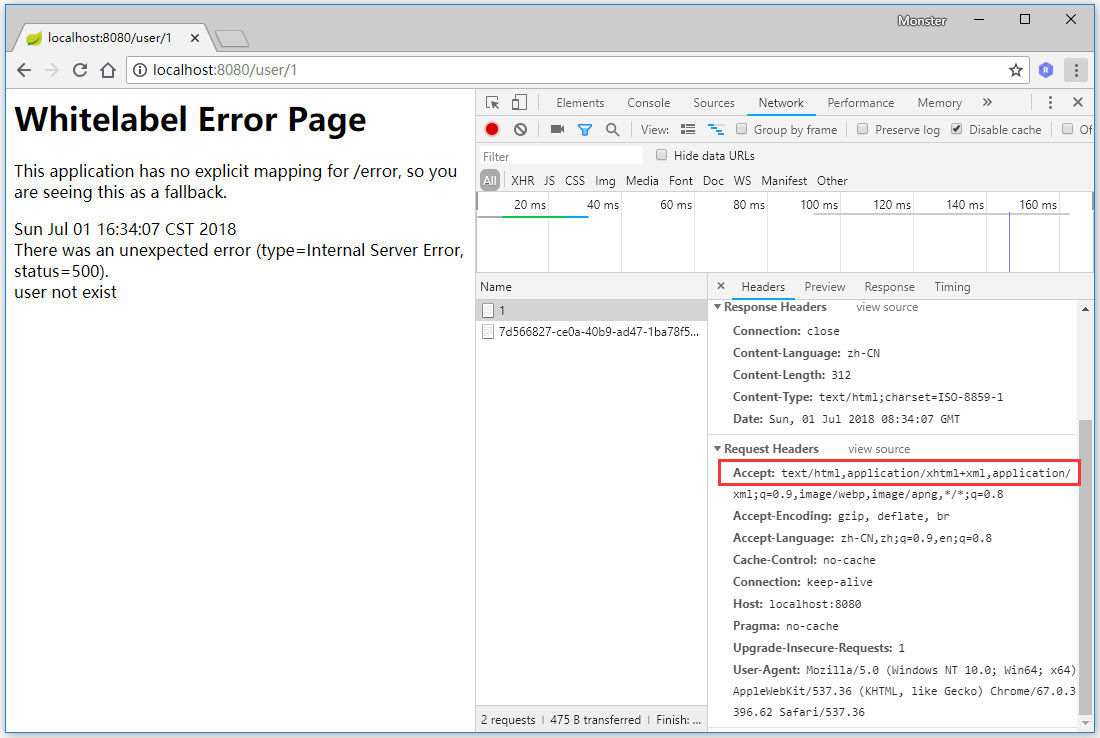 Monster
localhost:8080/user/1
localhost:8080/user/1
Whitelabel Error Page
This application has no explicit mapping for /error, so you
are seeing this as a fallback.
Sun Jul 01 16:34:07 CST 2018
There was an unexpected error (type=Internal Server Error,
status=500).
user not exist
Elements Console Sources Network Performance Memory »
View: Group by frame Preserve log Disable cache Of
Filter Hide data URLs
All XHR JS CSS Img Media Font Doc WS Manifest Other
20 ms 40 ms 60 ms 80 ms 100 ms 120 ms 140 ms 160 ms
Name
1
7d566827-ce0a-40b9-ad47-1ba78f5...
2 requests | 475 B transferred | Finish: ...
× Headers Preview Response Timing
Response Headers view source
Connection: close
Content-Language: zh-CN
Content-Length: 312
Content-Type: text/html;charset=ISO-8859-1
Date: Sun, 01 Jul 2018 08:34:07 GMT
Request Headers view source
Accept: text/html,application/xhtml+xml,application/
xml;q=0.9,image/webp,image/apng,*/*;q=0.8
Accept-Encoding: gzip, deflate, br
Accept-Language: zh-CN,zh;q=0.9,en;q=0.8
Cache-Control: no-cache
Connection: keep-alive
Host: localhost:8080
Pragma: no-cache
Upgrade-Insecure-Requests: 1
User-Agent: Mozilla/5.0 (Windows NT 10.0; Win64; x64)
AppleWebKit/537.36 (KHTML, like Gecko) Chrome/67.0.3
396.62 Safari/537.36